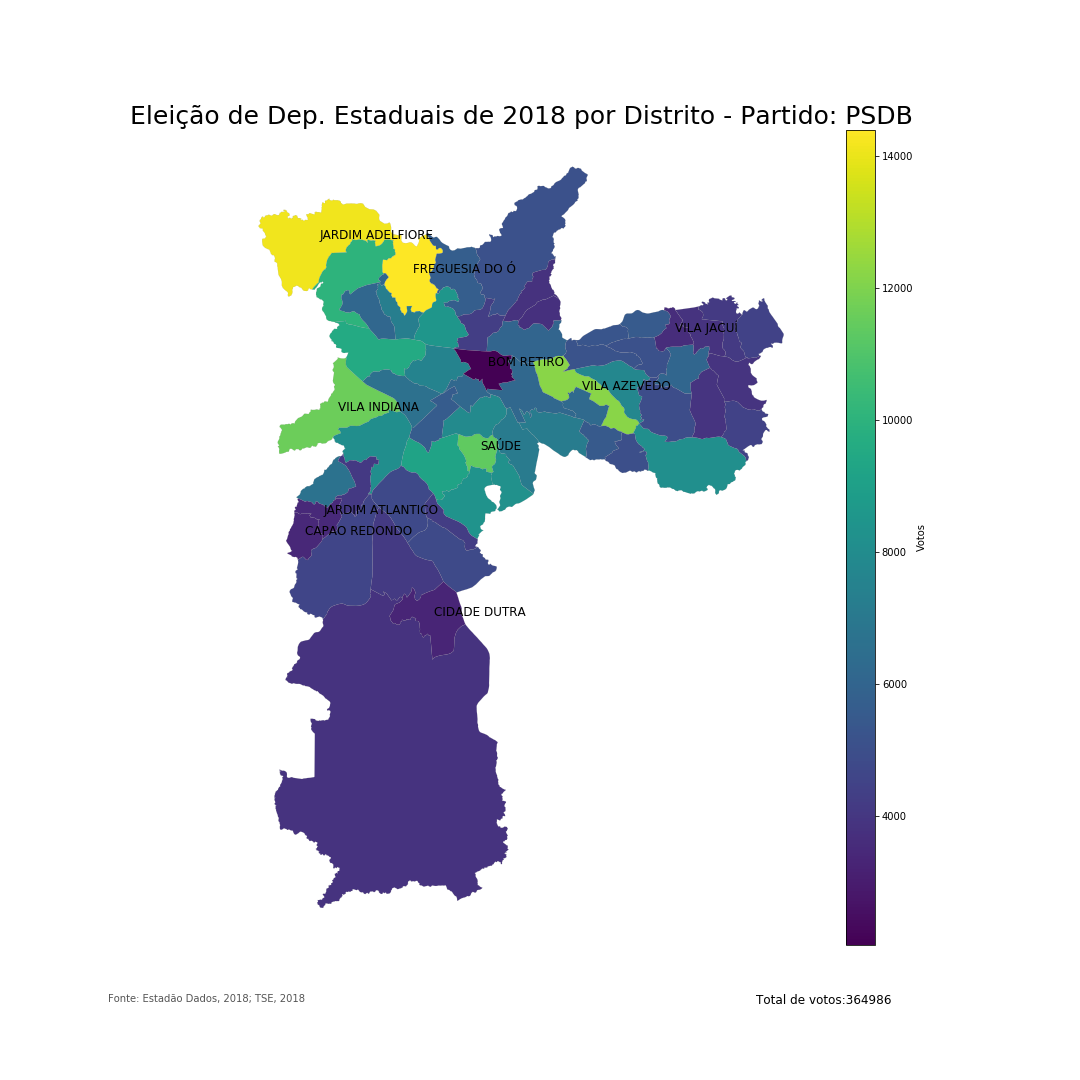 Eleição de Dep. Estaduais de 2018 por Distrito - Partido: PSDB
14000
JARDIM ADELFIORE
FREGUESIA DO Ó
12000
VILA JACUI
BOM RETIRO
VILA AZEVEDO
VILA INDIANA
10000
SAÚDE
JARDIM ATLANTICO
CAPAO REDONDO
Votos
8000
CIDADE DUTRA
6000
4000
Fonte: Estadão Dados, 2018; TSE, 2018
Total de votos:364986